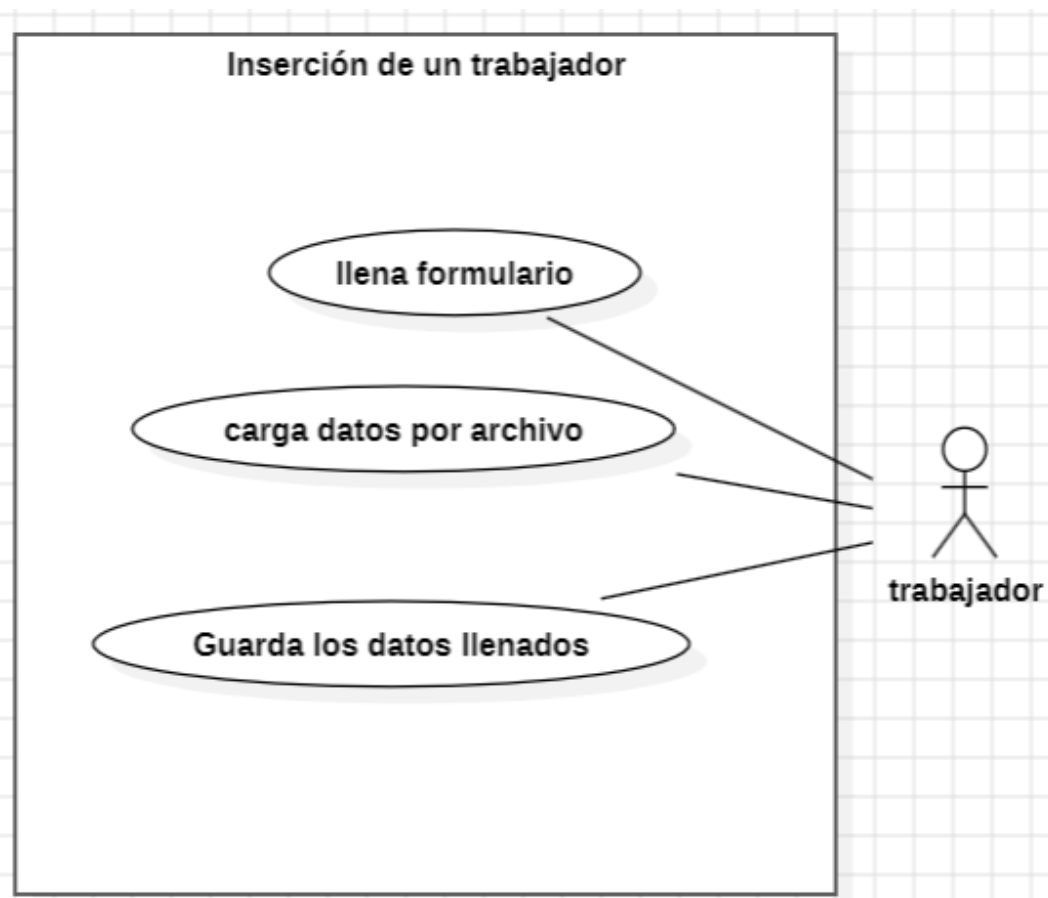 Inserción de un trabajador
llena formulario
carga datos por archivo
trabajador
Guarda los datos llenados